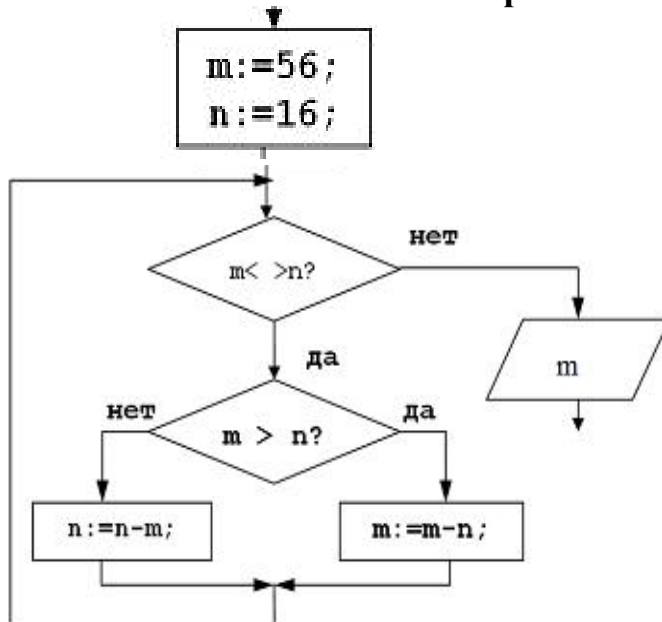 m:=56;
n:=16;
нет
m< >n?
m
да
нет
да
m > n?
n:=n-m;
m:=m-n;